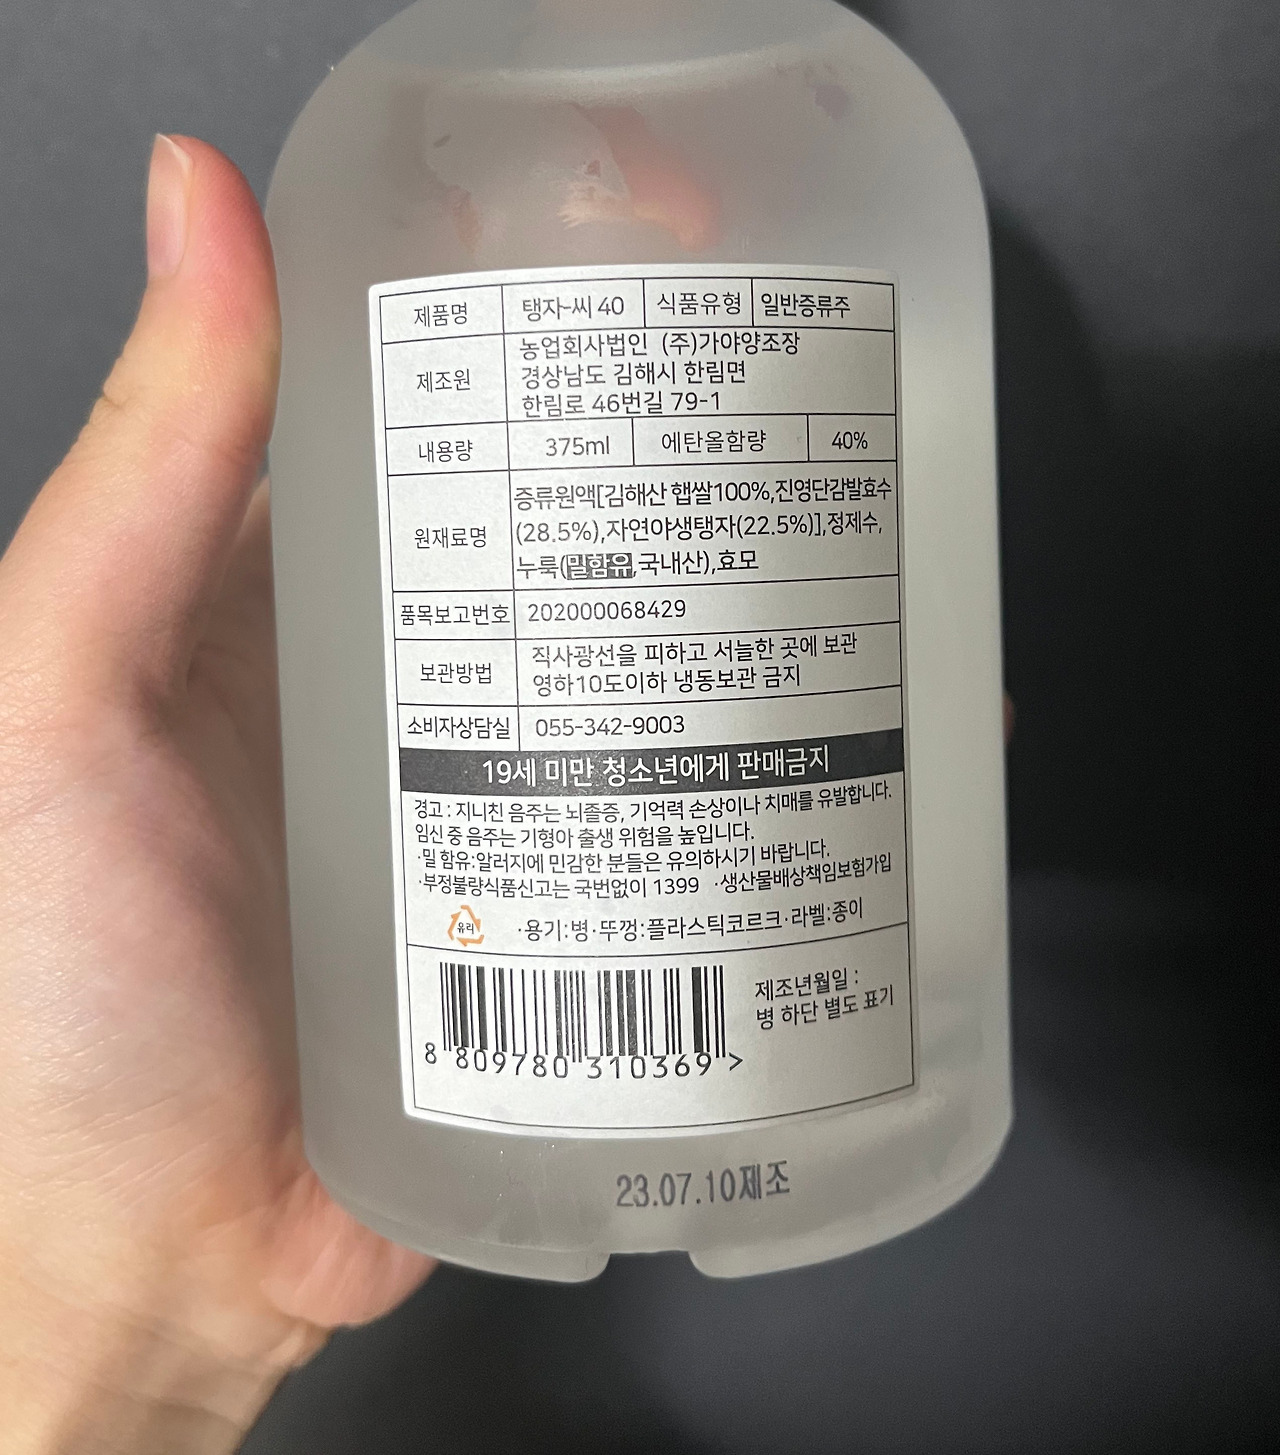 제품명 탱자-씨 40 식품유형 일반증류주
제조원 농업회사법인 (주)가야양조장
경상남도 김해시 한림면
한림로 46번길 79-1
내용량 375ml 에탄올함량 40%
원재료명 증류원액[김해산 햅쌀100%,진영단감발효수
(28.5%),자연야생탱자(22.5%)],정제수,
누룩(밀함유,국내산),효모
품목보고번호 202000068429
보관방법 직사광선을 피하고 서늘한 곳에 보관
영하10도이하 냉동보관 금지
소비자상담실 055-342-9003
19세 미만 청소년에게 판매금지
경고 : 지니친 음주는 뇌졸증, 기억력 손상이나 치매를 유발합니다.
임신 중 음주는 기형아 출생 위험을 높입니다.
·밀 함유:알러지에 민감한 분들은 유의하시기 바랍니다.
·부정불량식품신고는 국번없이 1399 ·생산물배상책임보험가입
유리 ·용기:병·뚜껑:플라스틱코르크·라벨:종이
제조년월일 :
병 하단 별도 표기
8 809780 310369 >
23.07.10제조